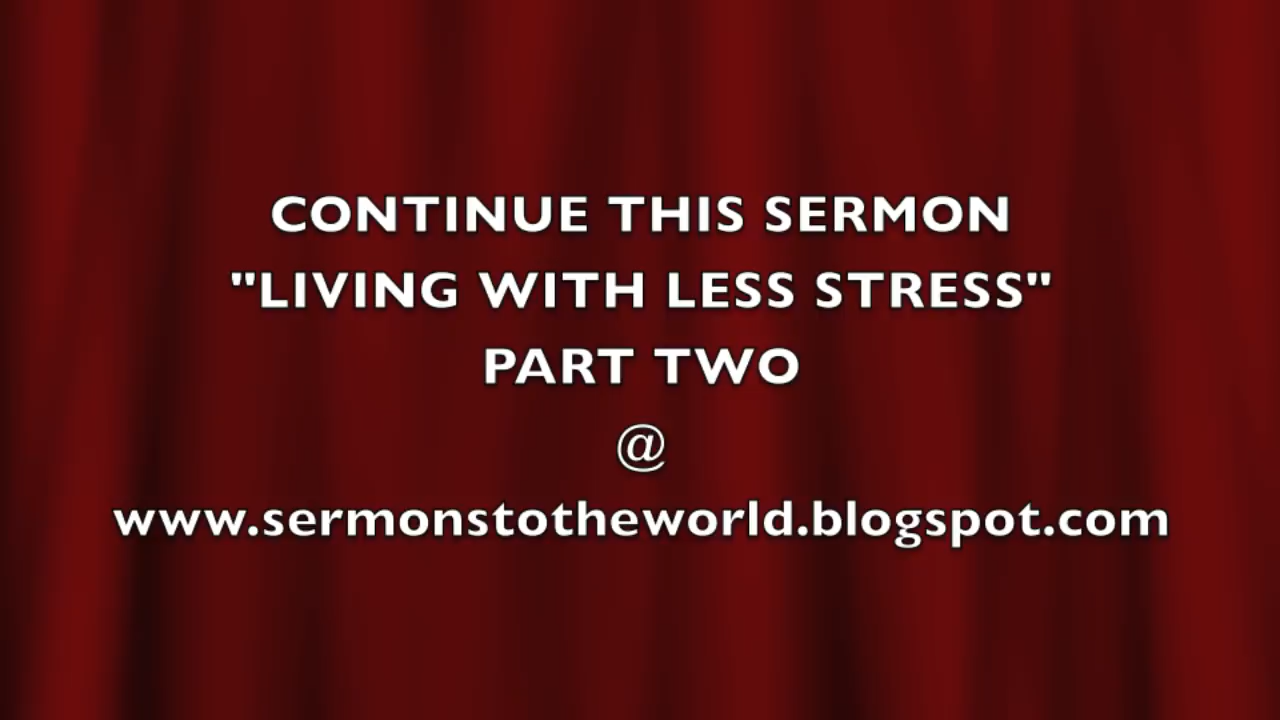 CONTINUE THIS SERMON
"LIVING WITH LESS STRESS"
PART TWO
@
www.sermonstotheworld.blogspot.com